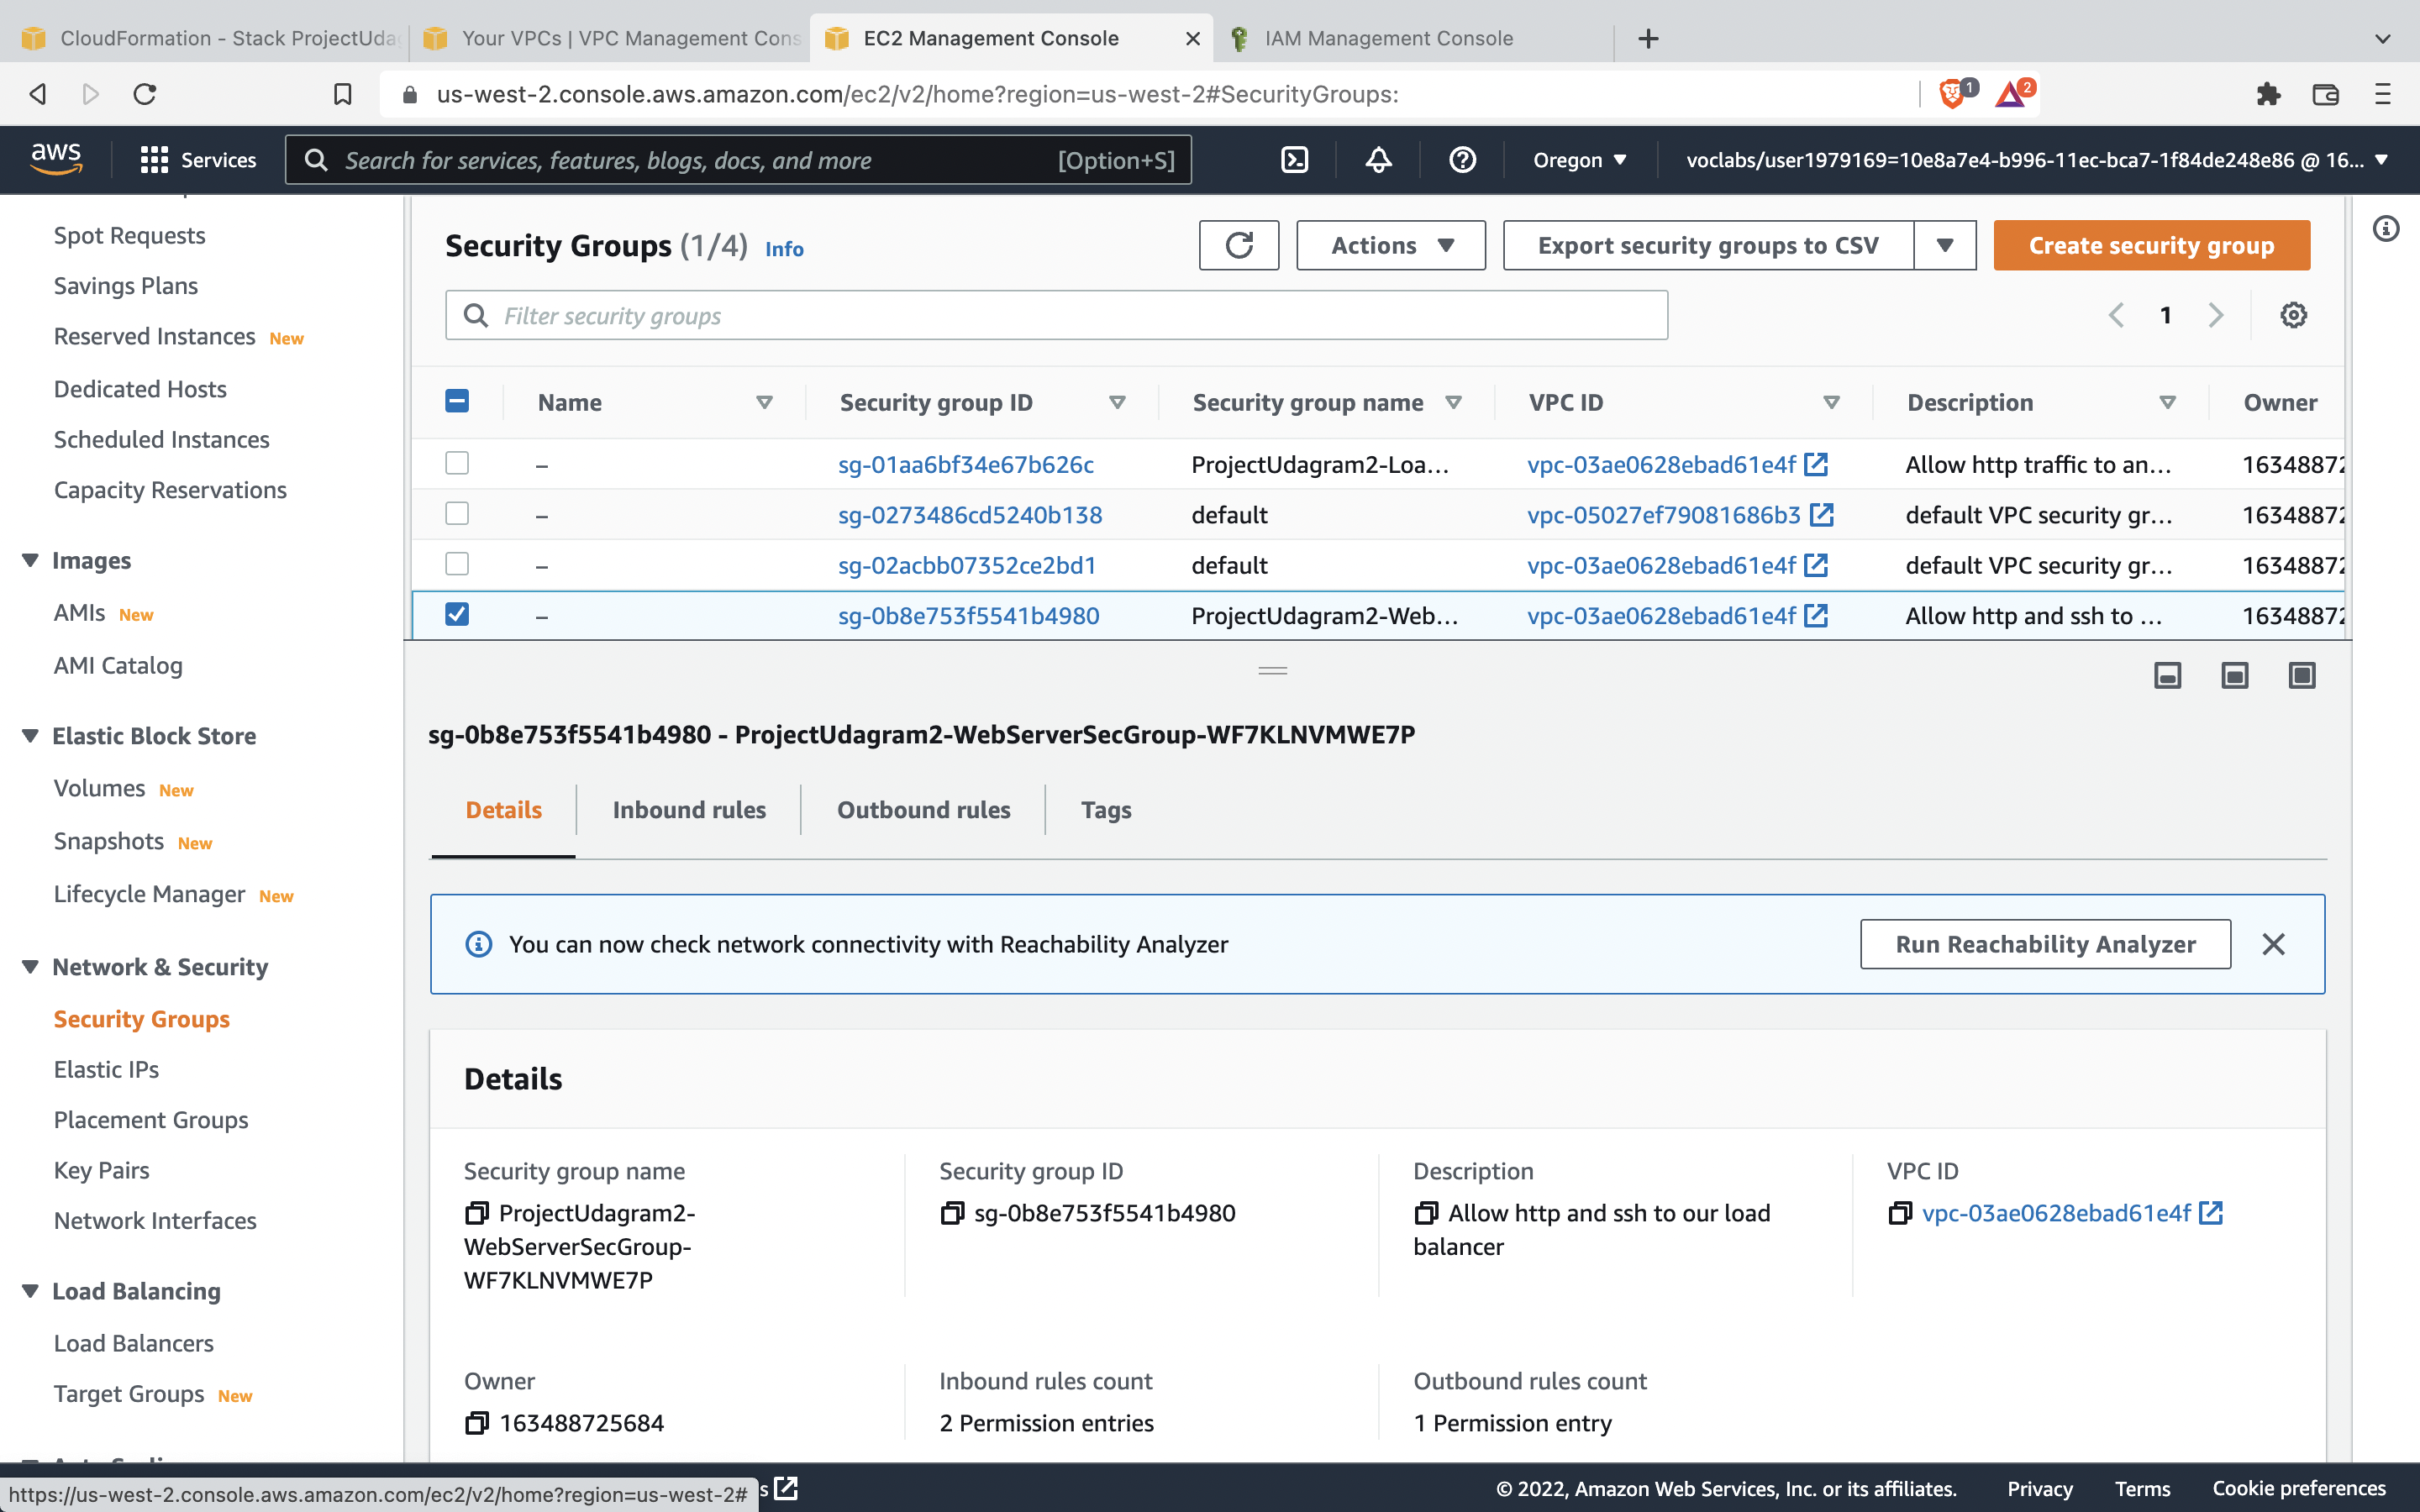 CloudFormation - Stack ProjectUda
Your VPCs | VPC Management Cons
EC2 Management Console
IAM Management Console
us-west-2.console.aws.amazon.com/ec2/v2/home?region=us-west-2#SecurityGroups:
1
2
aws
Services
Search for services, features, blogs, docs, and more
[Option+S]
Oregon
voclabs/user1979169=10e8a7e4-b996-11ec-bca7-1f84de248e86 @ 16...
Spot Requests
Savings Plans
Reserved Instances New
Dedicated Hosts
Scheduled Instances
Capacity Reservations
Images
AMIs New
AMI Catalog
Elastic Block Store
Volumes New
Snapshots New
Lifecycle Manager New
Network & Security
Security Groups
Elastic IPs
Placement Groups
Key Pairs
Network Interfaces
Load Balancing
Load Balancers
Target Groups New
Security Groups (1/4) Info
Actions
Export security groups to CSV
Create security group
Filter security groups
1
Name Security group ID Security group name VPC ID Description Owner
– sg-01aa6bf34e67b626c ProjectUdagram2-Loa... vpc-03ae0628ebad61e4f Allow http traffic to an... 16348872
– sg-0273486cd5240b138 default vpc-05027ef79081686b3 default VPC security gr... 16348872
– sg-02acbb07352ce2bd1 default vpc-03ae0628ebad61e4f default VPC security gr... 16348872
– sg-0b8e753f5541b4980 ProjectUdagram2-Web... vpc-03ae0628ebad61e4f Allow http and ssh to ... 16348872
sg-0b8e753f5541b4980 - ProjectUdagram2-WebServerSecGroup-WF7KLNVMWE7P
Details
Inbound rules
Outbound rules
Tags
You can now check network connectivity with Reachability Analyzer
Run Reachability Analyzer
Details
Security group name
ProjectUdagram2-
WebServerSecGroup-
WF7KLNVMWE7P
Security group ID
sg-0b8e753f5541b4980
Description
Allow http and ssh to our load
balancer
VPC ID
vpc-03ae0628ebad61e4f
Owner
163488725684
Inbound rules count
2 Permission entries
Outbound rules count
1 Permission entry
https://us-west-2.console.aws.amazon.com/ec2/v2/home?region=us-west-2#
s
© 2022, Amazon Web Services, Inc. or its affiliates.
Privacy
Terms
Cookie preferences